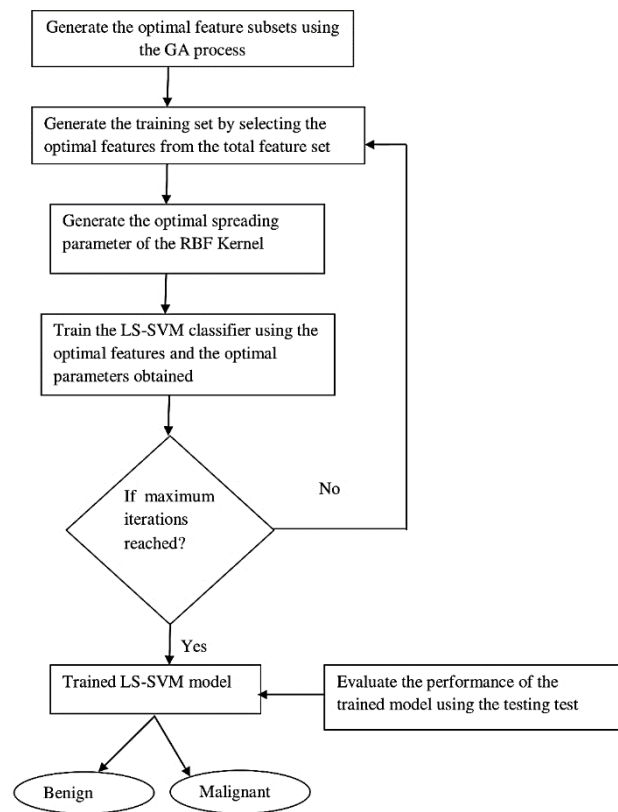 Generate the optimal feature subsets using
the GA process
Generate the training set by selecting the
optimal features from the total feature set
Generate the optimal spreading
parameter of the RBF Kernel
Train the LS-SVM classifier using the
optimal features and the optimal
parameters obtained
If maximum
iterations
reached?
No
Yes
Trained LS-SVM model
Evaluate the performance of the
trained model using the testing test
Benign
Malignant